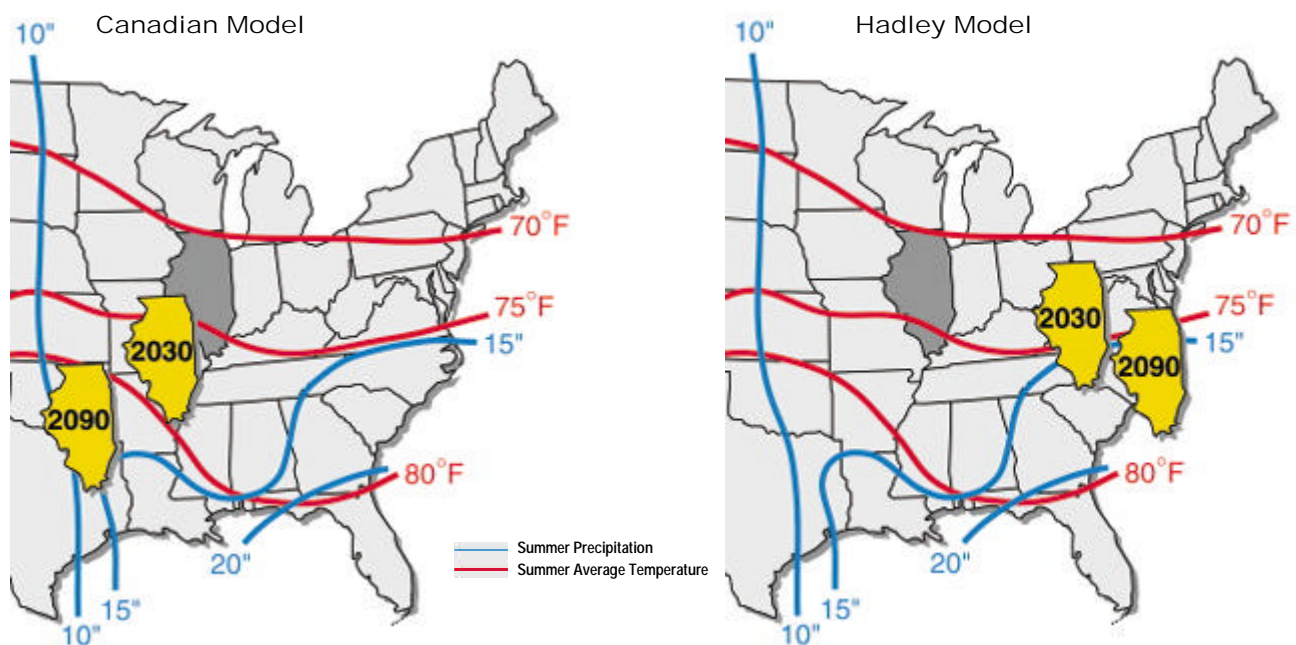 Canadian Model
10"
70°F
75°F
15"
2030
2090
80°F
20"
15"
10"
Summer Precipitation
Summer Average Temperature
Hadley Model
10"
70°F
75°F
15"
2030
2090
80°F
20"
15"
10"